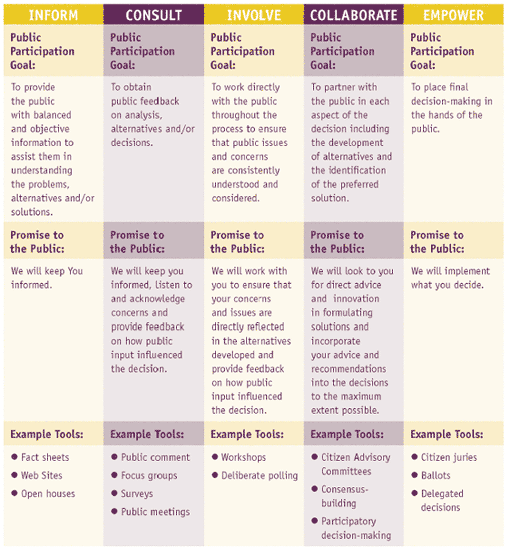 INFORM
CONSULT
INVOLVE
COLLABORATE
EMPOWER
Public
Participation
Goal:
Public
Participation
Goal:
Public
Participation
Goal:
Public
Participation
Goal:
Public
Participation
Goal:
To provide
the public
with balanced
and objective
information to
assist them in
understanding
the problems,
alternatives and/or
solutions.
To obtain
public feedback
on analysis,
alternatives and/or
decisions.
To work directly
with the public
throughout the
process to ensure
that public issues
and concerns
are consistently
understood and
considered.
To partner with
the public in each
aspect of the
decision including
the development
of alternatives and
the identification
of the preferred
solution.
To place final
decision-making in
the hands of the
public.
Promise to
the Public:
Promise to
the Public:
Promise to
the Public:
Promise to
the Public:
Promise to
the Public:
We will keep You
informed.
We will keep you
informed, listen to
and acknowledge
concerns and
provide feedback
on how public
input influenced
the decision.
We will work with
you to ensure that
your concerns
and issues are
directly reflected
in the alternatives
developed and
provide feedback
on how public
input influenced
the decision.
We will look to you
for direct advice
and innovation
in formulating
solutions and
incorporate
your advice and
recommendations
into the decisions
to the maximum
extent possible.
We will implement
what you decide.
Example Tools:
Example Tools:
Example Tools:
Example Tools:
Example Tools:
● Fact sheets
● Web Sites
● Open houses
● Public comment
● Focus groups
● Surveys
● Public meetings
● Workshops
● Deliberate polling
● Citizen Advisory
Committees
● Consensus-
building
● Participatory
decision-making
● Citizen juries
● Ballots
● Delegated
decisions